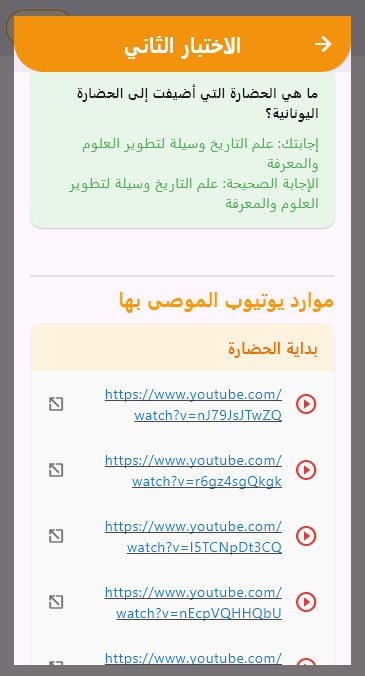 الاختبار الثاني
ما هي الحضارة التي أضيفت إلى الحضارة
اليونانية؟
إجابتك: علم التاريخ وسيلة لتطوير العلوم
والمعرفة
الإجابة الصحيحة: علم التاريخ وسيلة لتطوير
العلوم والمعرفة
موارد يوتيوب الموصى بها
بداية الحضارة
https://www.youtube.com/
watch?v=nJ79JsJTwZQ
https://www.youtube.com/
watch?v=r6gz4sgQkgk
https://www.youtube.com/
watch?v=I5TCNpDt3CQ
https://www.youtube.com/
watch?v=nEcpVQHHQbU
https://www.youtube.com/